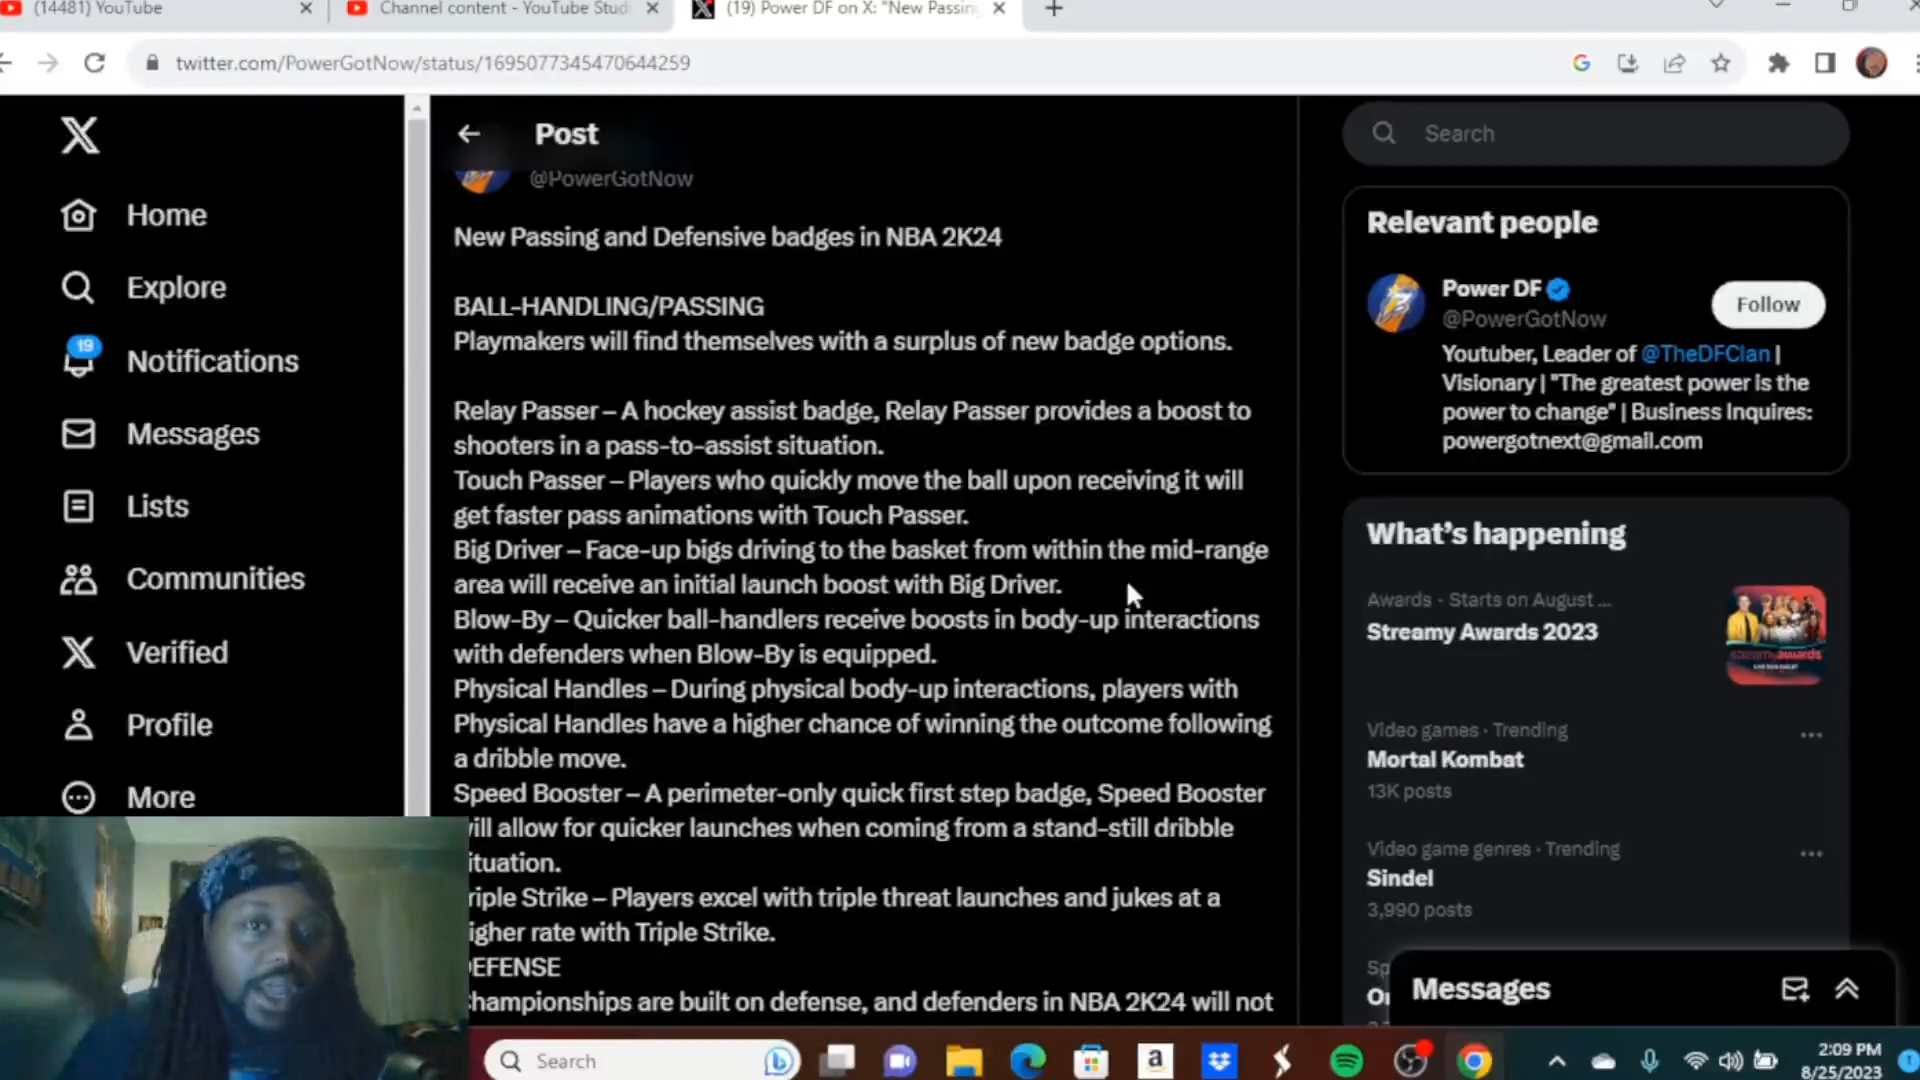 (14481) YouTube
Channel content - YouTube Stud
(19) Power DF on X: "New Passin
twitter.com/PowerGotNow/status/1695077345470644259
Home
Explore
19
Notifications
Messages
Lists
Communities
Verified
Profile
More
Post
@PowerGotNow
New Passing and Defensive badges in NBA 2K24
BALL-HANDLING/PASSING
Playmakers will find themselves with a surplus of new badge options.
Relay Passer – A hockey assist badge, Relay Passer provides a boost to
shooters in a pass-to-assist situation.
Touch Passer – Players who quickly move the ball upon receiving it will
get faster pass animations with Touch Passer.
Big Driver – Face-up bigs driving to the basket from within the mid-range
area will receive an initial launch boost with Big Driver.
Blow-By – Quicker ball-handlers receive boosts in body-up interactions
with defenders when Blow-By is equipped.
Physical Handles – During physical body-up interactions, players with
Physical Handles have a higher chance of winning the outcome following
a dribble move.
Speed Booster – A perimeter-only quick first step badge, Speed Booster
ill allow for quicker launches when coming from a stand-still dribble
ituation.
riple Strike – Players excel with triple threat launches and jukes at a
igher rate with Triple Strike.
EFENSE
hampionships are built on defense, and defenders in NBA 2K24 will not
Search
Relevant people
Power DF
@PowerGotNow
Follow
Youtuber, Leader of @TheDFClan |
Visionary | "The greatest power is the
power to change" | Business Inquires:
powergotnext@gmail.com
What's happening
Awards · Starts on August ...
Streamy Awards 2023
Video games · Trending
Mortal Kombat
13K posts
Video game genres · Trending
Sindel
3,990 posts
Sp
Or
Messages
Search
2:09 PM
8/25/2023
1